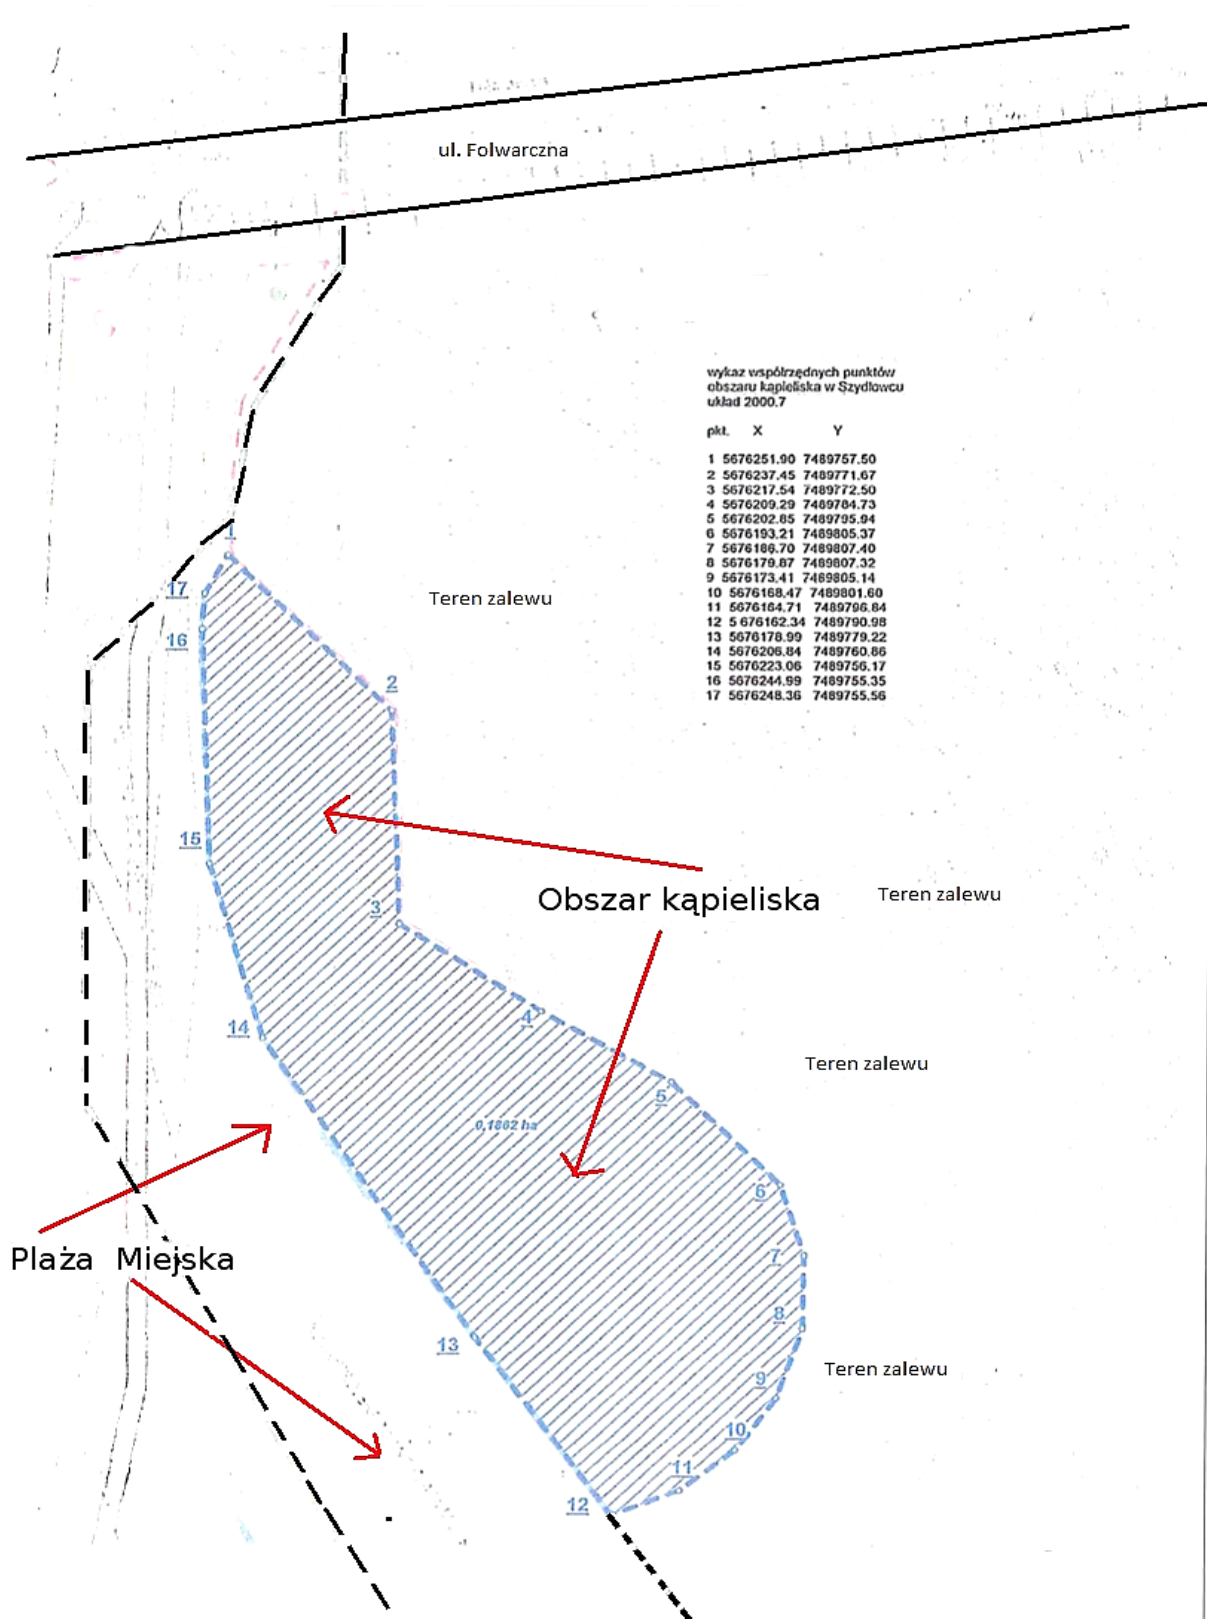 ul. Folwarczna
wykaz współrzędnych punktów
obszaru kąpieliska w Szydłowcu
układ 2000.7
pkt. X Y
1 5676251.90 7489757.50
2 5676237.45 7489771.67
3 5676217.54 7489772.50
4 5676209.29 7489784.73
5 5676202.85 7489795.94
6 5676193.21 7489805.37
7 5676186.70 7489807.40
8 5676179.87 7489807.32
9 5676173.41 7489805.14
10 5676168.47 7489801.60
11 5676164.71 7489796.84
12 5 676162.34 7489790.98
13 5676178.99 7489779.22
14 5676206.84 7489760.86
15 5676223.06 7489756.17
16 5676244.99 7489755.35
17 5676248.36 7489755.56
1
17
Teren zalewu
16
2
15
Obszar kąpieliska
Teren zalewu
3
4
14
Teren zalewu
5
0,1862 ha
6
Plaża Miejska
7
8
13
Teren zalewu
9
10
11
12